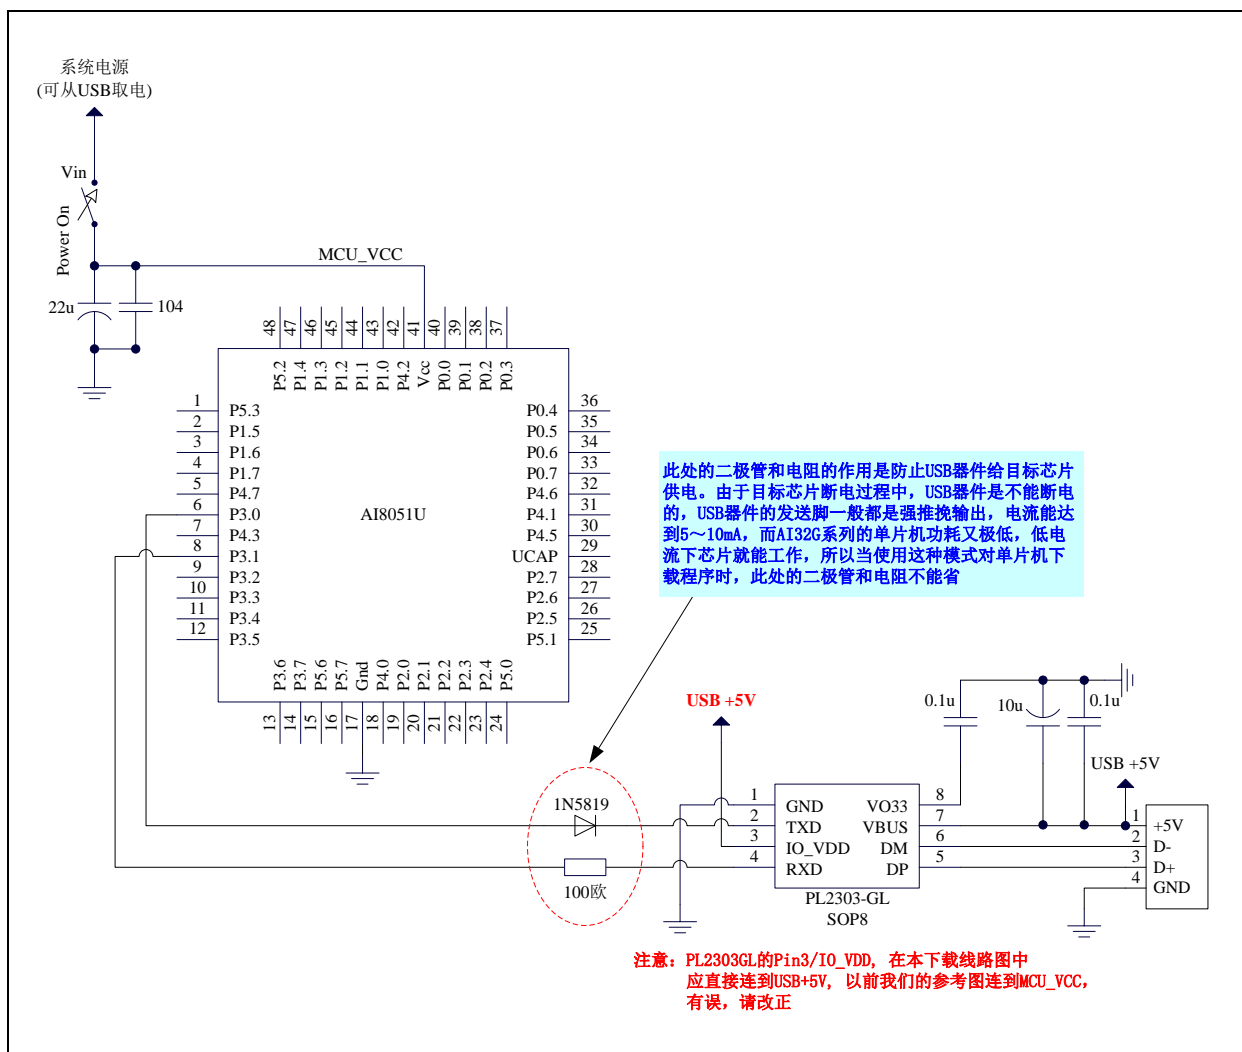 系统电源
(可从USB取电)
Vin
Power On
MCU_VCC
22u
104
48
47
46
45
44
43
42
41
40
39
38
37
P5.2
P1.4
P1.3
P1.2
P1.1
P1.0
P4.2
Vcc
P0.0
P0.1
P0.2
P0.3
1 P5.3
2 P1.5
3 P1.6
4 P1.7
5 P4.7
6 P3.0
7 P4.3
8 P3.1
9 P3.2
10 P3.3
11 P3.4
12 P3.5
AI8051U
P0.4 36
P0.5 35
P0.6 34
P0.7 33
P4.6 32
P4.1 31
P4.5 30
UCAP 29
P2.7 28
P2.6 27
P2.5 26
P5.1 25
P3.6
P3.7
P5.6
P5.7
Gnd
P4.0
P2.0
P2.1
P2.2
P2.3
P2.4
P5.0
13
14
15
16
17
18
19
20
21
22
23
24
此处的二极管和电阻的作用是防止USB器件给目标芯片
供电。由于目标芯片断电过程中，USB器件是不能断电
的，USB器件的发送脚一般都是强推挽输出，电流能达
到5～10mA，而AI32G系列的单片机功耗又极低，低电
流下芯片就能工作，所以当使用这种模式对单片机下
载程序时，此处的二极管和电阻不能省
USB +5V
0.1u
10u
0.1u
USB +5V
1N5819
100欧
1 GND
2 TXD
3 IO_VDD
4 RXD
VO33 8
VBUS 7
DM 6
DP 5
PL2303-GL
SOP8
1 +5V
2 D-
3 D+
4 GND
注意：PL2303GL的Pin3/IO_VDD, 在本下载线路图中
应直接连到USB+5V, 以前我们的参考图连到MCU_VCC，
有误，请改正